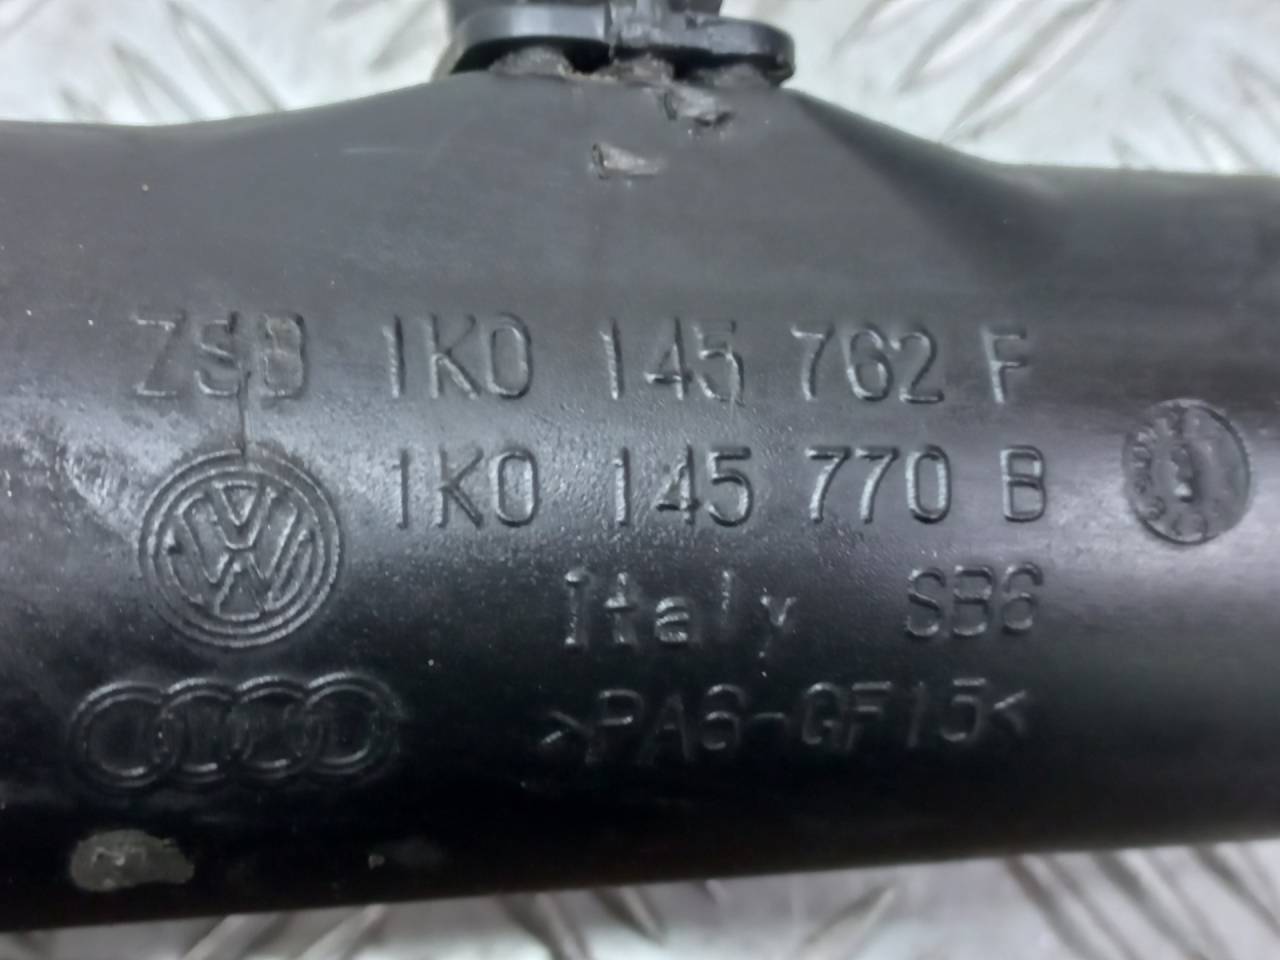 ZSB 1K0 145 762 F
1K0 145 770 B
Italy SB6
>PA6-GF15<